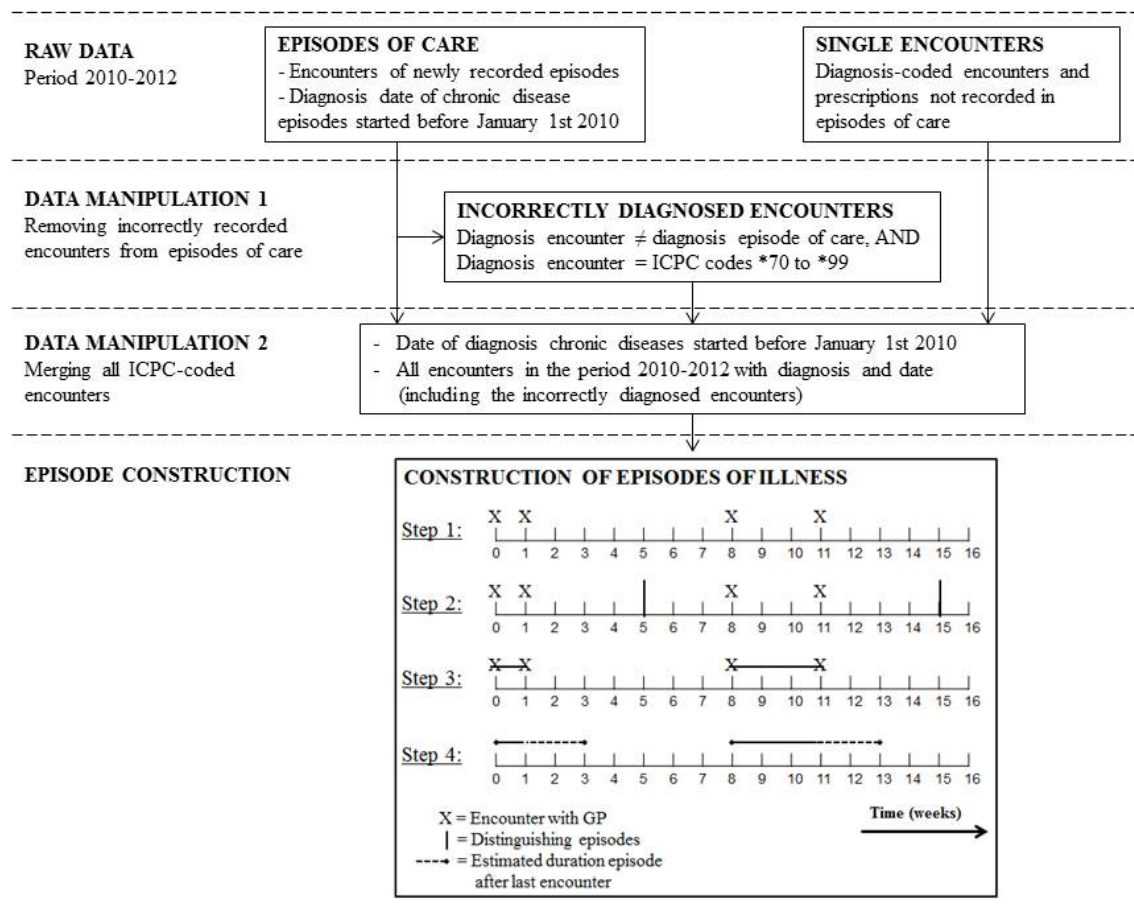 RAW DATA
Period 2010-2012
EPISODES OF CARE
- Encounters of newly recorded episodes
- Diagnosis date of chronic disease
episodes started before January 1st 2010
SINGLE ENCOUNTERS
Diagnosis-coded encounters and
prescriptions not recorded in
episodes of care
DATA MANIPULATION 1
Removing incorrectly recorded
encounters from episodes of care
INCORRECTLY DIAGNOSED ENCOUNTERS
Diagnosis encounter ≠ diagnosis episode of care, AND
Diagnosis encounter = ICPC codes *70 to *99
DATA MANIPULATION 2
Merging all ICPC-coded
encounters
- Date of diagnosis chronic diseases started before January 1st 2010
- All encounters in the period 2010-2012 with diagnosis and date
(including the incorrectly diagnosed encounters)
EPISODE CONSTRUCTION
CONSTRUCTION OF EPISODES OF ILLNESS
X X X X
Step 1:
0 1 2 3 4 5 6 7 8 9 10 11 12 13 14 15 16
X X X X
Step 2:
0 1 2 3 4 5 6 7 8 9 10 11 12 13 14 15 16
X X X X
Step 3:
0 1 2 3 4 5 6 7 8 9 10 11 12 13 14 15 16
Step 4:
0 1 2 3 4 5 6 7 8 9 10 11 12 13 14 15 16
X = Encounter with GP
| = Distinguishing episodes
= Estimated duration episode
after last encounter
Time (weeks)